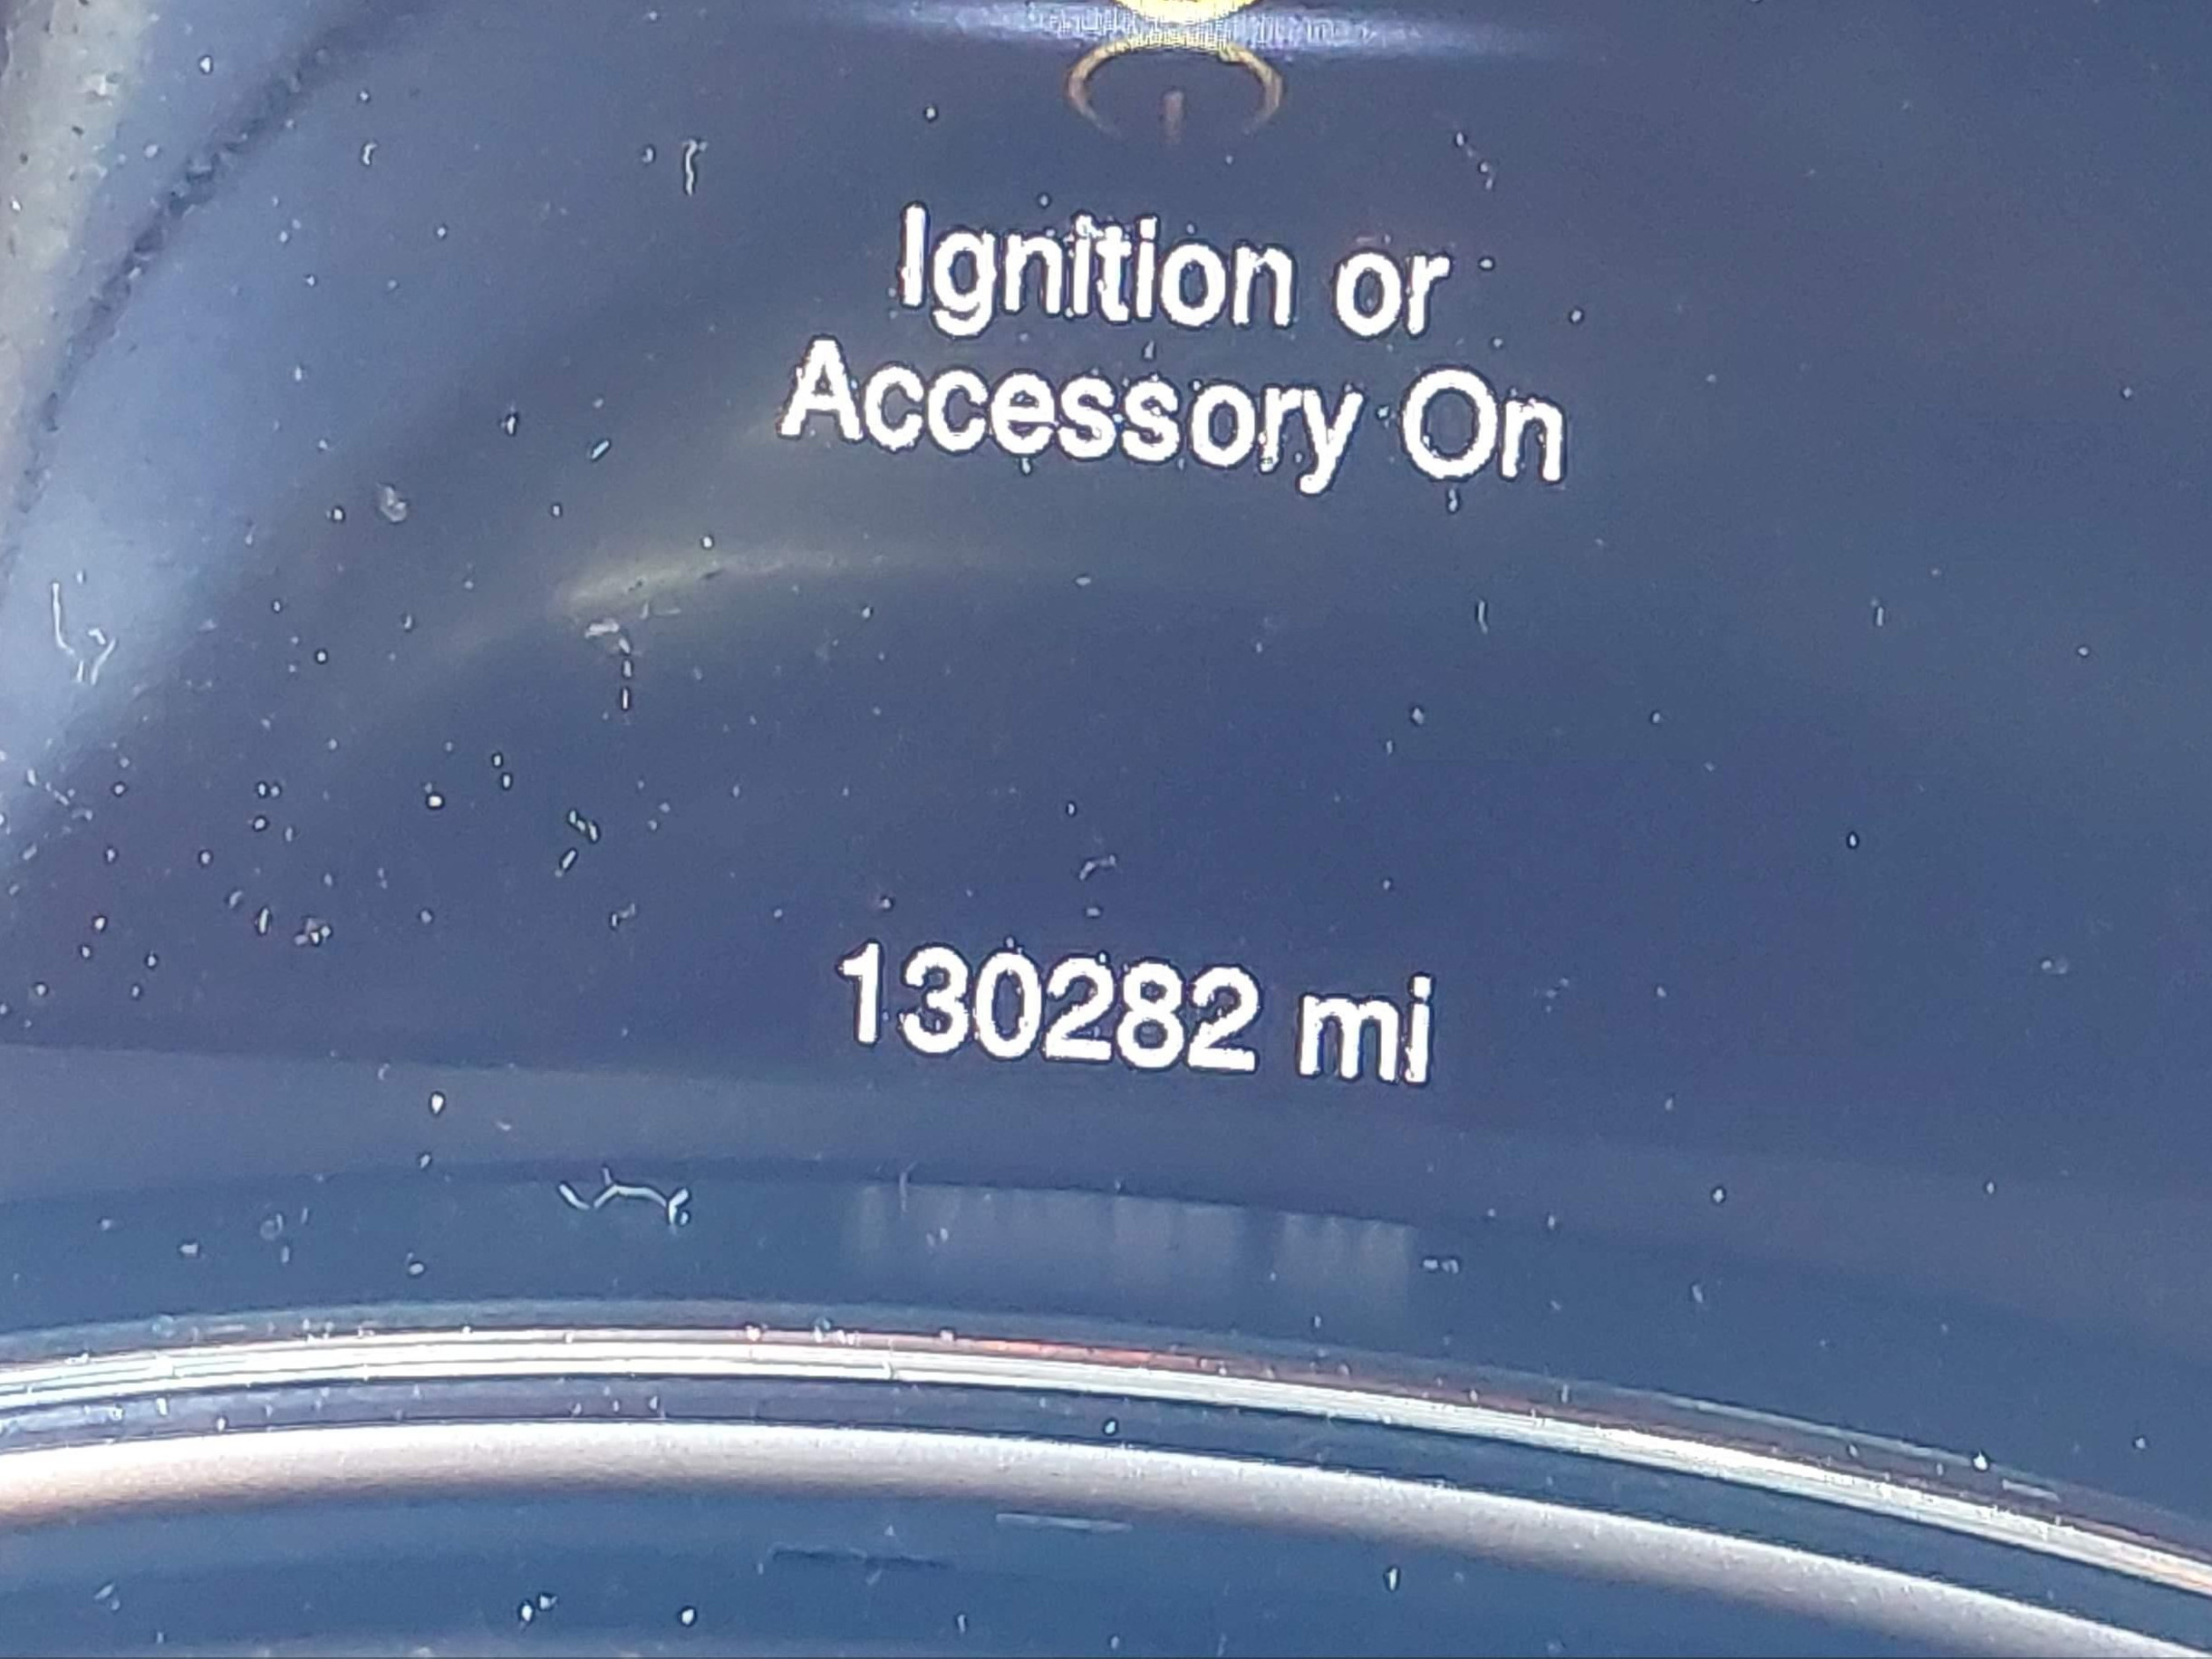 Ignition or
Accessory On
130282 mi